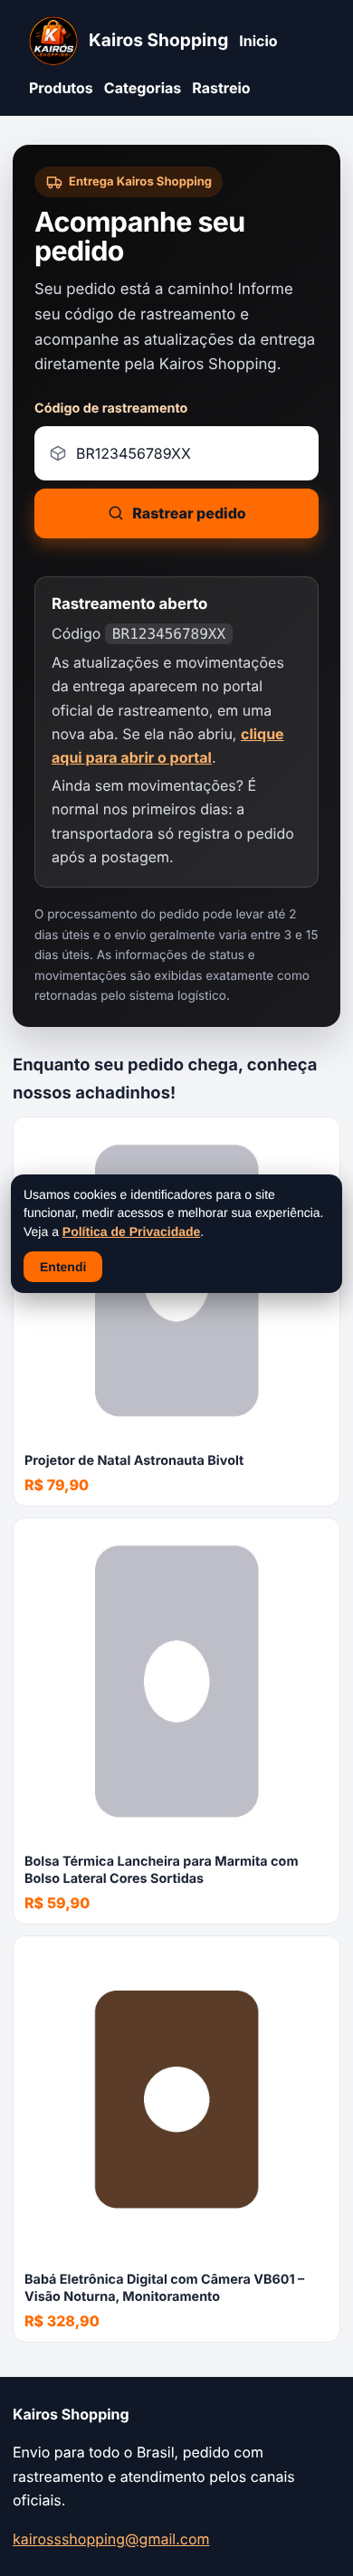 KAIRÓS
SHOPPING
Kairos Shopping Inicio
Produtos Categorias Rastreio
Entrega Kairos Shopping
Acompanhe seu
pedido
Seu pedido está a caminho! Informe
seu código de rastreamento e
acompanhe as atualizações da entrega
diretamente pela Kairos Shopping.
Código de rastreamento
BR123456789XX
Rastrear pedido
Rastreamento aberto
Código BR123456789XX
As atualizações e movimentações
da entrega aparecem no portal
oficial de rastreamento, em uma
nova aba. Se ela não abriu, clique
aqui para abrir o portal.
Ainda sem movimentações? É
normal nos primeiros dias: a
transportadora só registra o pedido
após a postagem.
O processamento do pedido pode levar até 2
dias úteis e o envio geralmente varia entre 3 e 15
dias úteis. As informações de status e
movimentações são exibidas exatamente como
retornadas pelo sistema logístico.
Enquanto seu pedido chega, conheça
nossos achadinhos!
Usamos cookies e identificadores para o site
funcionar, medir acessos e melhorar sua experiência.
Veja a Política de Privacidade.
Entendi
Projetor de Natal Astronauta Bivolt
R$ 79,90
Bolsa Térmica Lancheira para Marmita com
Bolso Lateral Cores Sortidas
R$ 59,90
Babá Eletrônica Digital com Câmera VB601 –
Visão Noturna, Monitoramento
R$ 328,90
Kairos Shopping
Envio para todo o Brasil, pedido com
rastreamento e atendimento pelos canais
oficiais.
kairossshopping@gmail.com